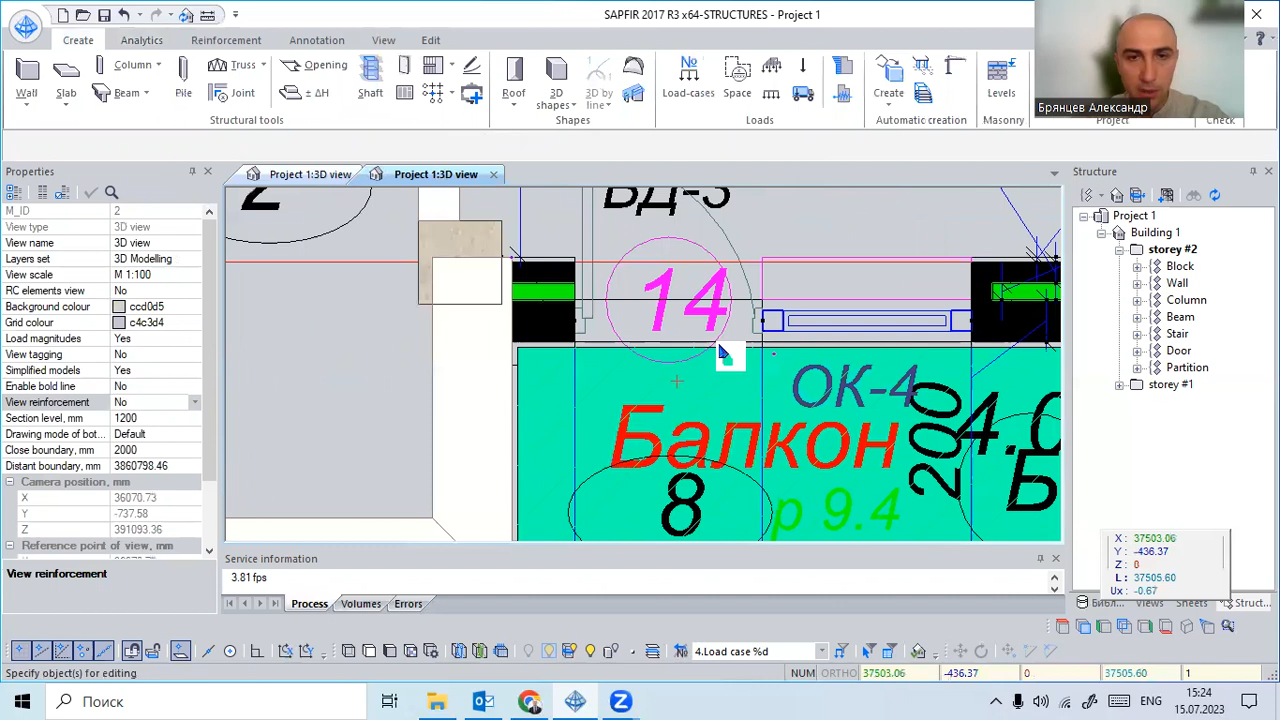 SAPFIR 2017 R3 x64-STRUCTURES - Project 1
Create Analytics Reinforcement Annotation View Edit
Wall Slab Column Beam Pile Truss Joint Opening ± ΔH Shaft
Structural tools
Roof 3D shapes 3D by line
Shapes
Load-cases Space
Loads
Create
Automatic creation
Levels
Masonry
Project
Check
Брянцев Александр
Properties
M_ID 2
View type 3D view
View name 3D view
Layers set 3D Modelling
View scale M 1:100
RC elements view No
Background colour ccd0d5
Grid colour c4c3d4
Load magnitudes Yes
View tagging No
Simplified models Yes
Enable bold line No
View reinforcement No
Section level, mm 1200
Drawing mode of bot... Default
Close boundary, mm 2000
Distant boundary, mm 3860798.46
Camera position, mm
X 36070.73
Y -737.58
Z 391093.36
Reference point of view, mm
View reinforcement
Project 1:3D view Project 1:3D view
2
БД-3
14
ОК-4
Балкон
200
4.0
Б
8
р 9.4
Structure
Project 1
Building 1
storey #2
Block
Wall
Column
Beam
Stair
Door
Partition
storey #1
X : 37503.06
Y : -436.37
Z : 0
L : 37505.60
Ux : -0.67
Библ... Views Sheets Struct...
Service information
3.81 fps
Process Volumes Errors
4.Load case %d
Specify object(s) for editing NUM ORTHO 37503.06 -436.37 0 37505.60 1
Поиск
ENG
15:24
15.07.2023